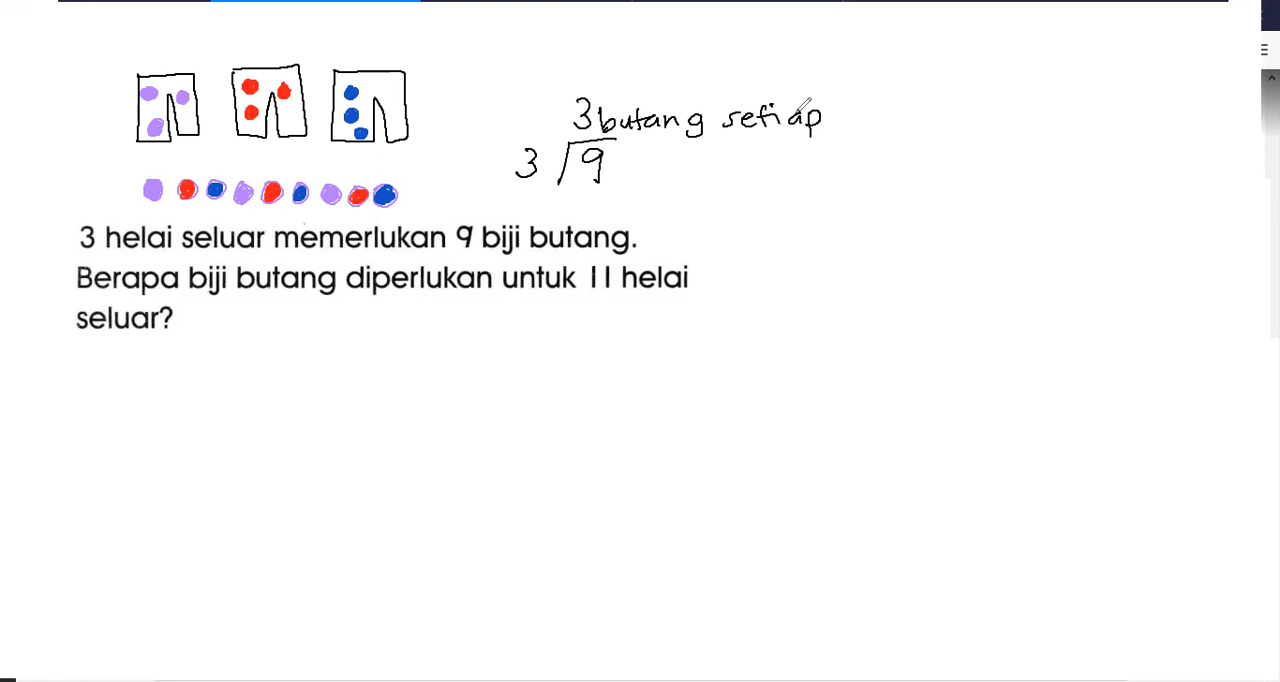 3 butang setiap
3 9
3 helai seluar memerlukan 9 biji butang.
Berapa biji butang diperlukan untuk 11 helai
seluar?